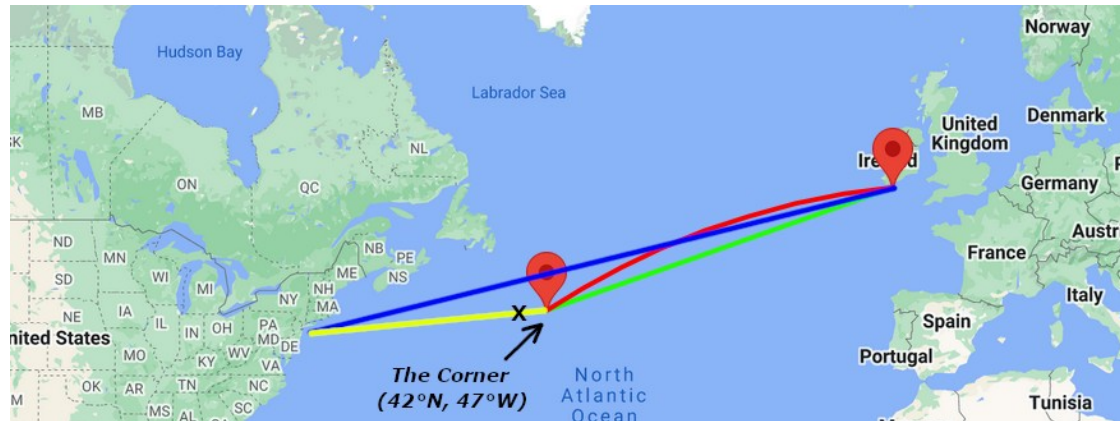 Norway
Hudson Bay
Labrador Sea
MB
NL
United
Kingdom
Denmark
Ireland
ON
QC
Germany
ND
MN
NB
PE
NS
ME
France
Austr
SD
WI
MI
NH
MA
NY
NE
IA
IL
IN
OH
PA
MD
DE
X
Italy
nited States
Spain
MO
KY
WV
VA
The Corner
(42°N, 47°W)
Portugal
OK
AR
TN
NC
North
Atlantic
Ocean
Tunisia
MS
AL
SC